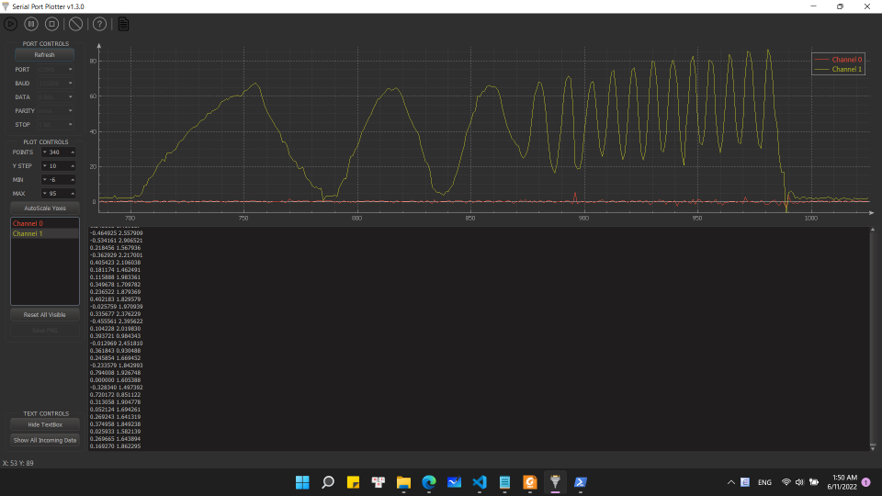 Serial Port Plotter v1.3.0
PORT CONTROLS
Refresh
PORT
BAUD
DATA
PARITY
STOP
PLOT CONTROLS
POINTS 340
Y STEP 10
MIN -6
MAX 95
AutoScale Yaxis
Channel 0
Channel 1
Reset All Visible
TEXT CONTROLS
Hide TextBox
Show All Incoming Data
X: 53 Y: 89
80
60
40
20
0
700 750 800 850 900 950 1000
Channel 0
Channel 1
-0.464925 2.557909
-0.534161 2.906521
0.218456 1.567936
-0.362929 2.217001
0.405423 2.106038
0.181174 1.462491
0.115888 1.983361
0.349678 1.709782
0.236522 1.879369
0.402183 1.829579
-0.025759 1.970939
0.335677 2.376229
-0.455561 2.395622
0.104228 2.019830
0.393721 0.984343
-0.012969 2.451810
0.361843 0.930488
0.245854 1.669452
-0.233579 1.842993
0.794008 1.926748
0.000000 1.605388
-0.328340 1.497392
0.720172 0.851122
0.313058 1.904778
0.052124 1.694261
0.269243 1.641319
0.374958 1.849238
0.025933 1.582139
0.269665 1.643894
0.169270 1.862295
ENG
1:50 AM
6/11/2022
1